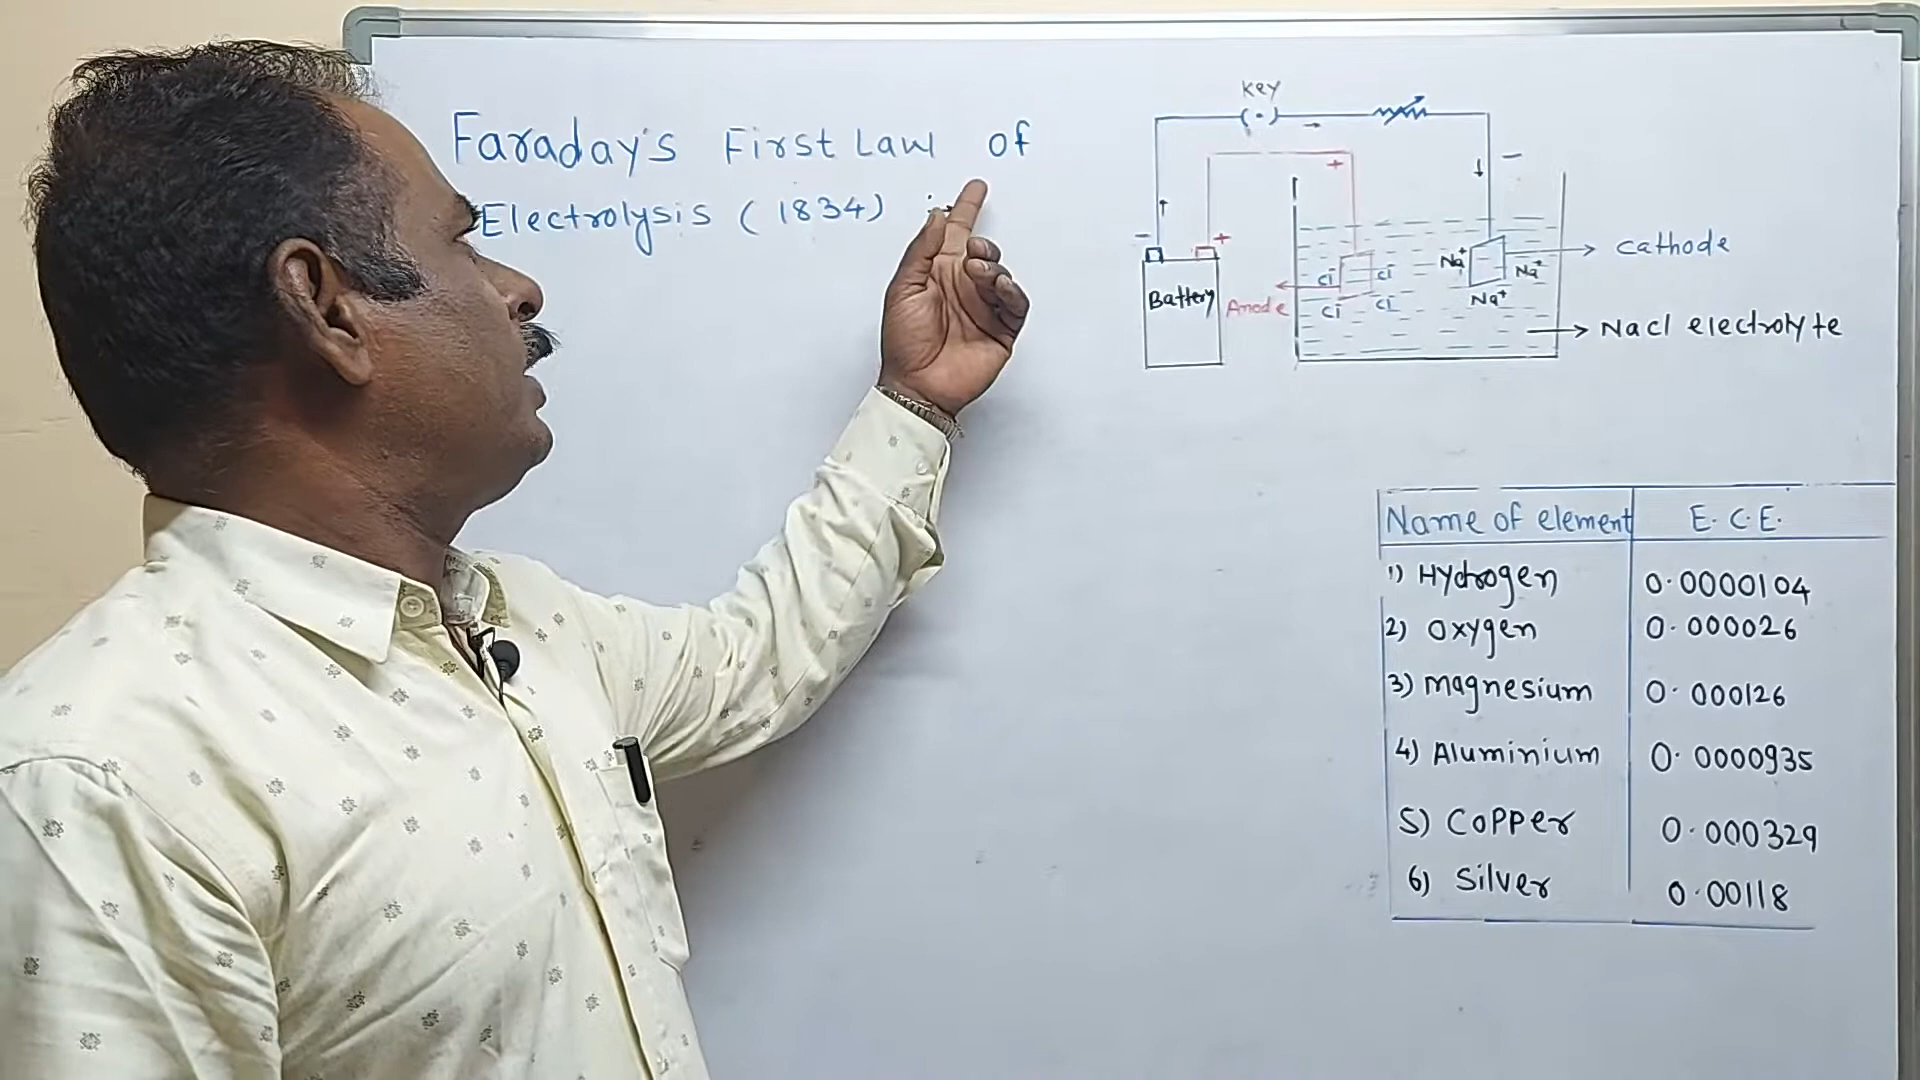 Faraday's First Law of
Electrolysis (1834) :-
Key
+
-
-
+
Battery
Anode
Cl⁻ Cl⁻
Cl⁻ Cl⁻
Na⁺ Na⁺
Na⁺
Cathode
Nacl electrolyte
Name of element E.C.E.
1) Hydrogen 0.0000104
2) Oxygen 0.000026
3) Magnesium 0.000126
4) Aluminium 0.0000935
5) Copper 0.000329
6) Silver 0.00118